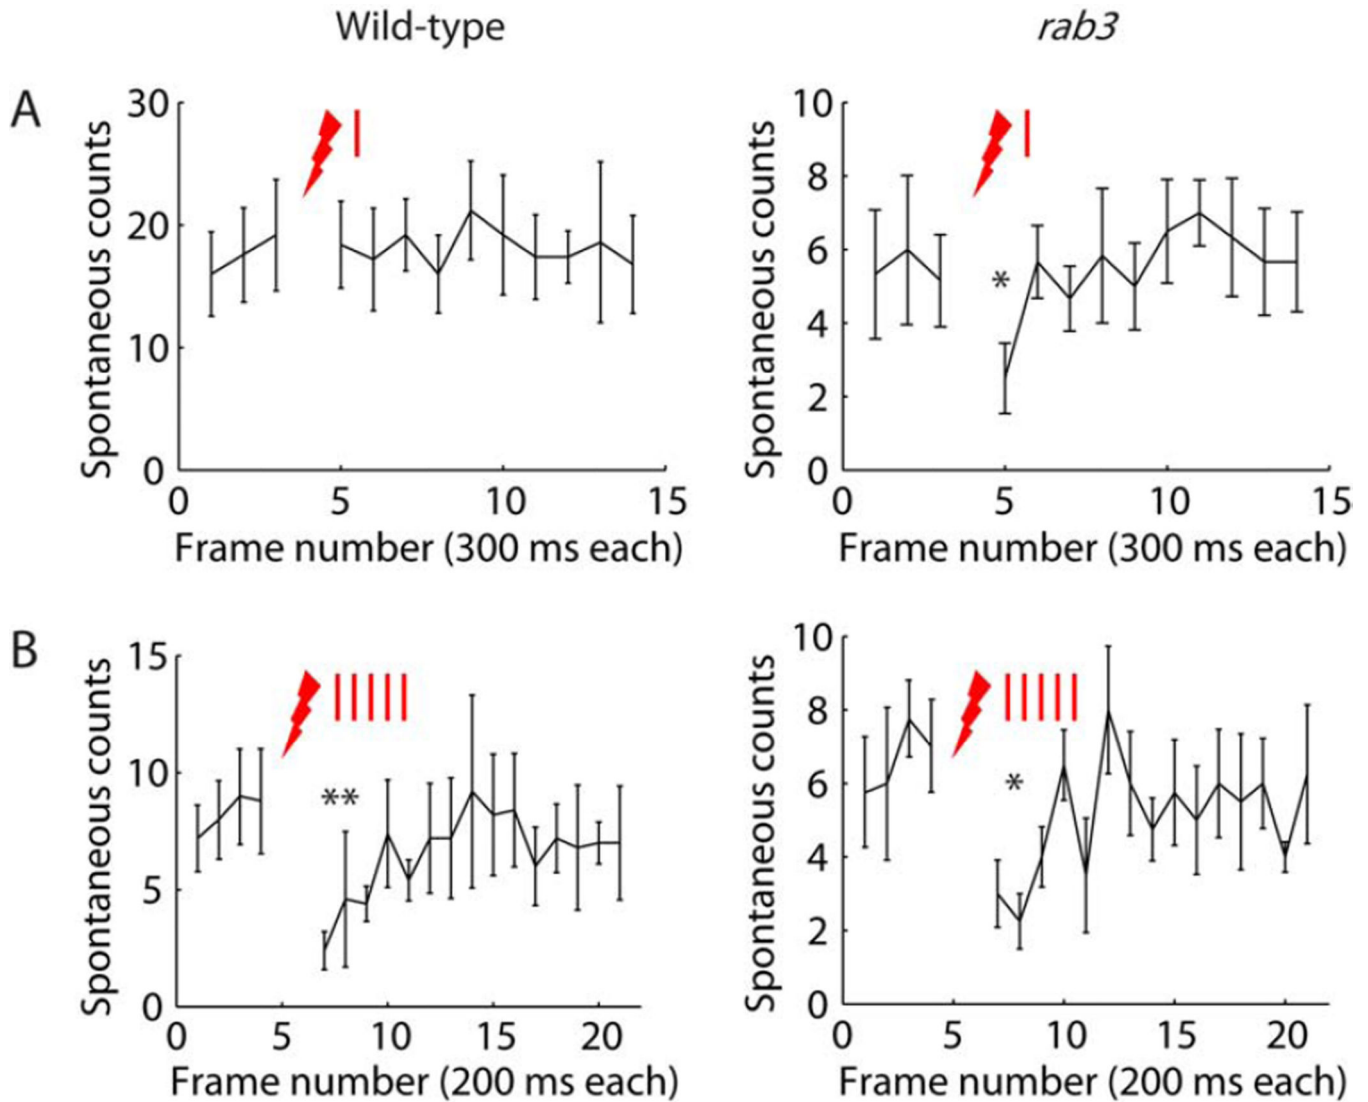 Wild-type
rab3
A
30
20
10
0
Spontaneous counts
0 5 10 15
Frame number (300 ms each)
10
8
6
4
2
0
Spontaneous counts
*
0 5 10 15
Frame number (300 ms each)
B
15
10
5
0
Spontaneous counts
**
0 5 10 15 20
Frame number (200 ms each)
10
8
6
4
2
0
Spontaneous counts
*
0 5 10 15 20
Frame number (200 ms each)